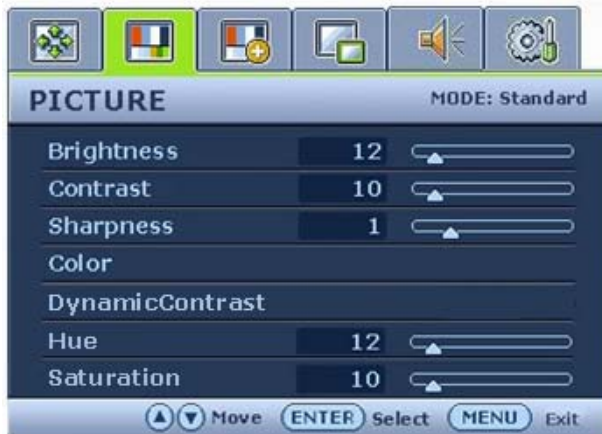 PICTURE MODE: Standard
Brightness 12
Contrast 10
Sharpness 1
Color
DynamicContrast
Hue 12
Saturation 10
Move ENTER Select MENU Exit